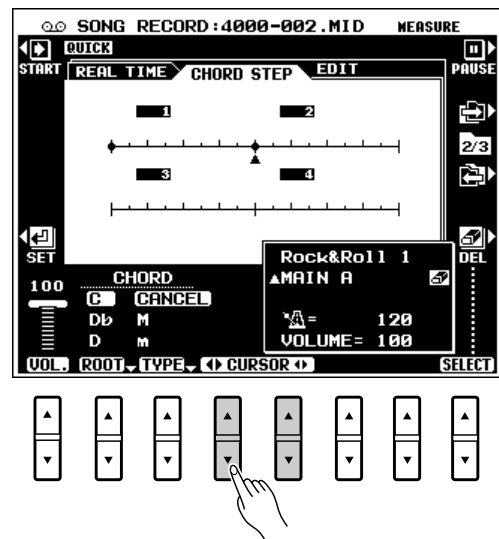 SONG RECORD:4000-002.MID MEASURE
QUICK
START REAL TIME CHORD STEP EDIT PAUSE
1 2
2/3
3 4
SET DEL
100 CHORD
C CANCEL
Db M
D m
Rock&Roll 1
▲MAIN A
= 120
VOLUME= 100
VOL. ROOT TYPE CURSOR SELECT